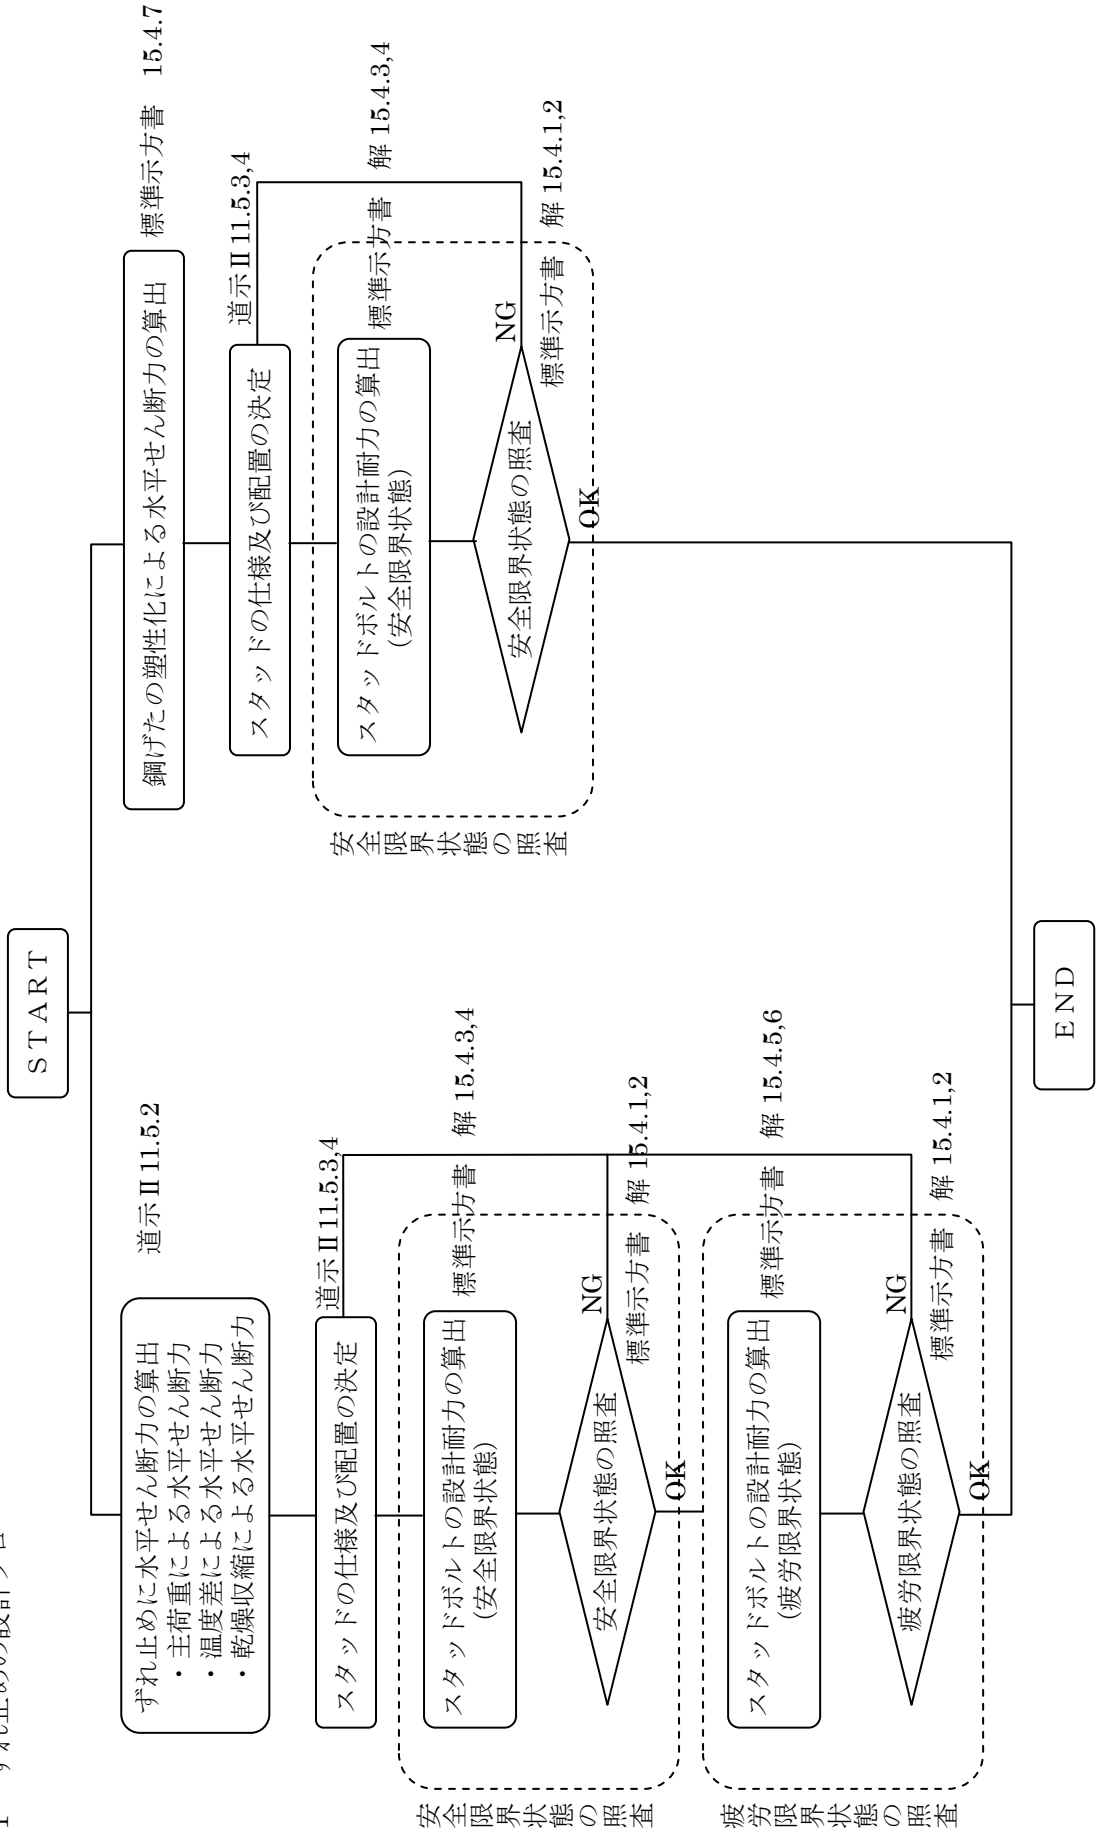 ずれ止めの設計フロー
START
ずれ止めに水平せん断力の算出
・主荷重による水平せん断力
・温度差による水平せん断力
・乾燥収縮による水平せん断力
道示Ⅱ11.5.2
スタッドの仕様及び配置の決定
道示Ⅱ11.5.3,4
安全限界状態の照査
スタッドボルトの設計耐力の算出
(安全限界状態)
標準示方書 解 15.4.3,4
安全限界状態の照査
NG
標準示方書 解 15.4.1,2
OK
疲労限界状態の照査
スタッドボルトの設計耐力の算出
(疲労限界状態)
標準示方書 解 15.4.5,6
疲労限界状態の照査
NG
標準示方書 解 15.4.1,2
OK
鋼げたの塑性化による水平せん断力の算出
標準示方書 15.4.7
スタッドの仕様及び配置の決定
道示Ⅱ11.5.3,4
安全限界状態の照査
スタッドボルトの設計耐力の算出
(安全限界状態)
標準示方書 解 15.4.3,4
安全限界状態の照査
NG
標準示方書 解 15.4.1,2
OK
END